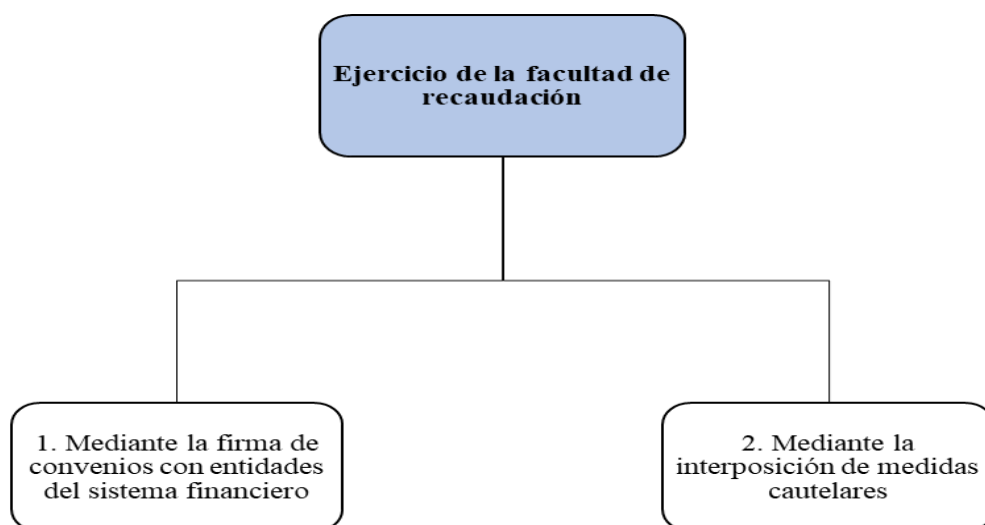 Ejercicio de la facultad de
recaudación
1. Mediante la firma de
convenios con entidades
del sistema financiero
2. Mediante la
interposición de medidas
cautelares